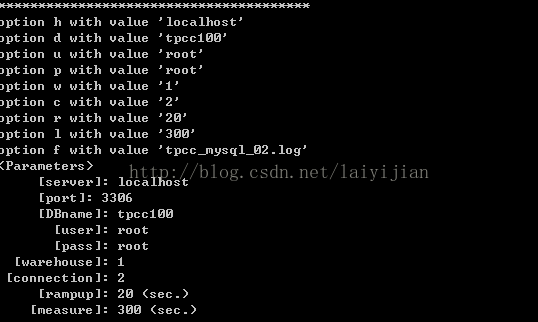 ***************************************
option h with value 'localhost'
option d with value 'tpcc100'
option u with value 'root'
option p with value 'root'
option w with value '1'
option c with value '2'
option r with value '20'
option l with value '300'
option f with value 'tpcc_mysql_02.log'
<Parameters>
http://blog.csdn.net/laiyijian
[server]: localhost
[port]: 3306
[DBname]: tpcc100
[user]: root
[pass]: root
[warehouse]: 1
[connection]: 2
[rampup]: 20 (sec.)
[measure]: 300 (sec.)